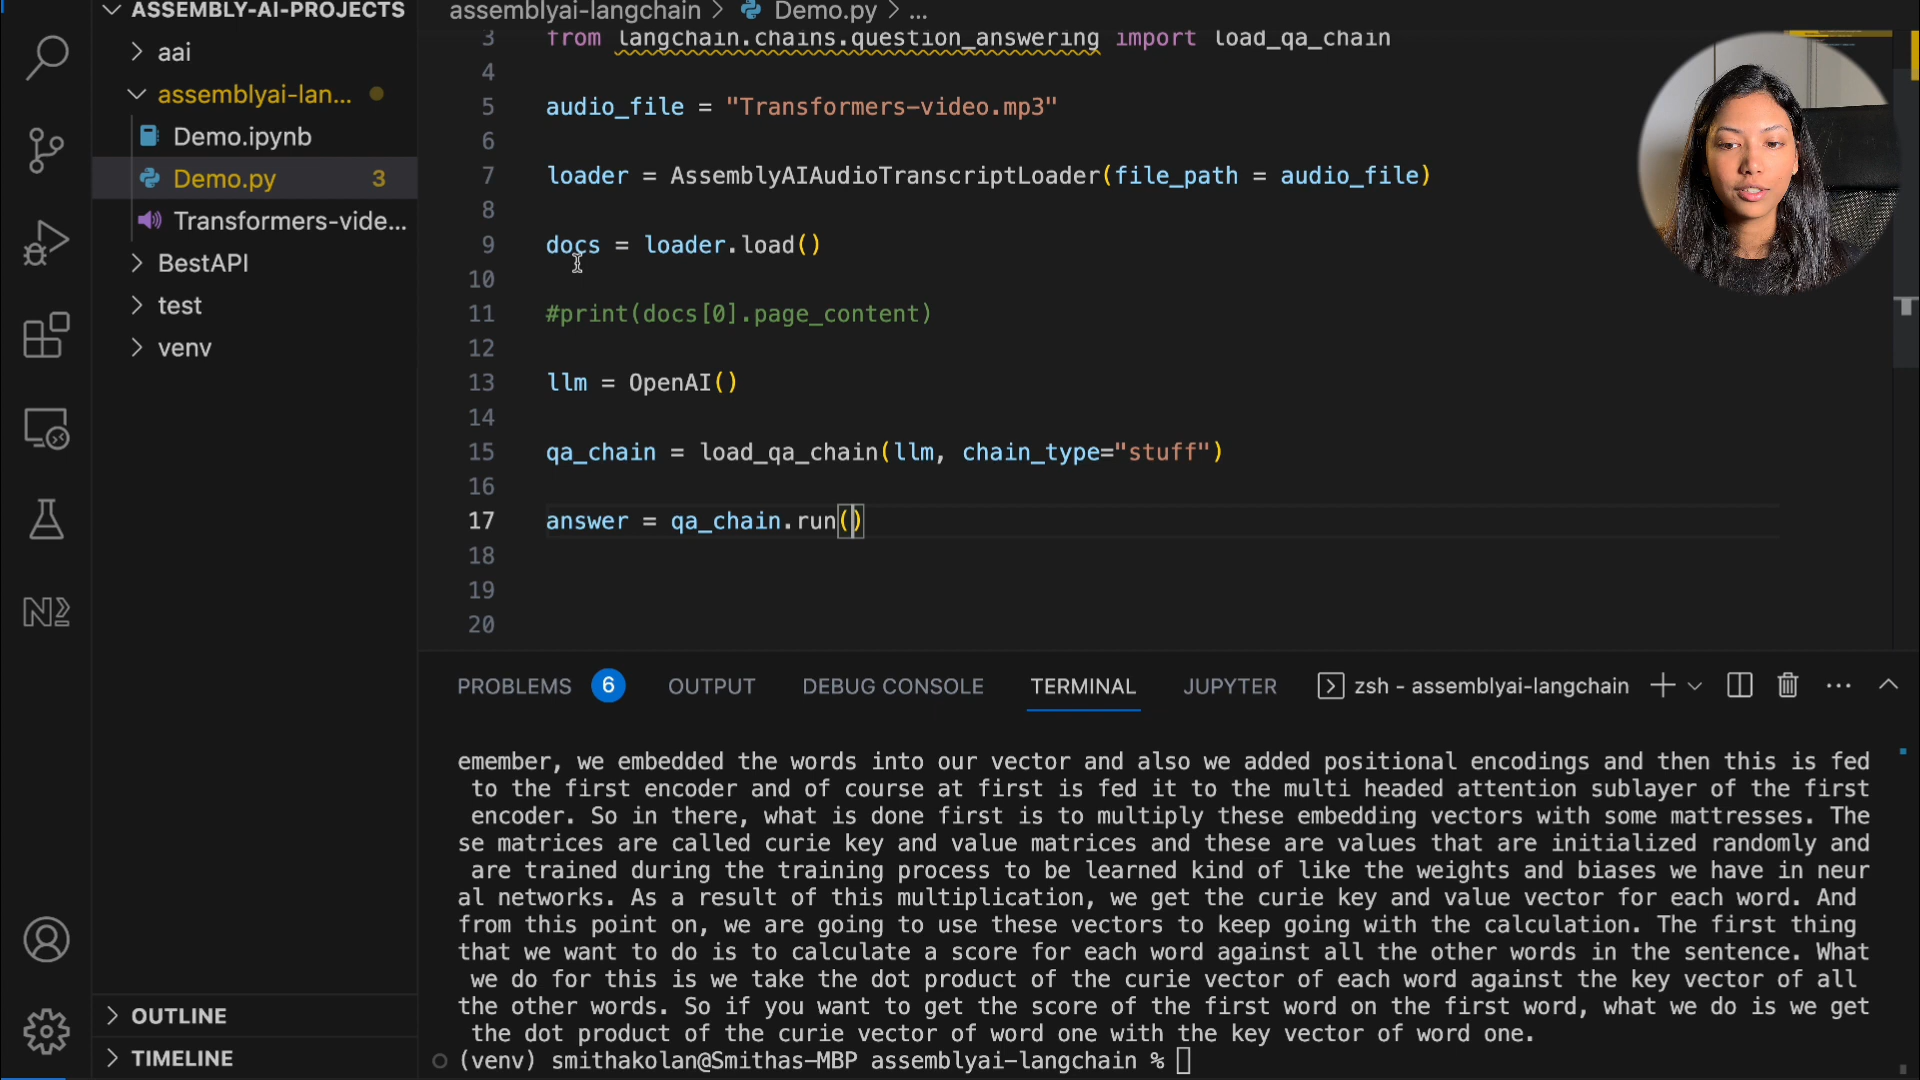 ASSEMBLY-AI-PROJECTS
aai
assemblyai-lan...
Demo.ipynb
Demo.py
3
Transformers-vide...
BestAPI
test
venv
OUTLINE
TIMELINE
assemblyai-langchain > Demo.py > ...
3 from langchain.chains.question_answering import load_qa_chain
4
5 audio_file = "Transformers-video.mp3"
6
7 loader = AssemblyAIAudioTranscriptLoader(file_path = audio_file)
8
9 docs = loader.load()
10
11 #print(docs[0].page_content)
12
13 llm = OpenAI()
14
15 qa_chain = load_qa_chain(llm, chain_type="stuff")
16
17 answer = qa_chain.run()
18
19
20
PROBLEMS 6 OUTPUT DEBUG CONSOLE TERMINAL JUPYTER zsh - assemblyai-langchain
emember, we embedded the words into our vector and also we added positional encodings and then this is fed
to the first encoder and of course at first is fed it to the multi headed attention sublayer of the first
encoder. So in there, what is done first is to multiply these embedding vectors with some mattresses. The
se matrices are called curie key and value matrices and these are values that are initialized randomly and
are trained during the training process to be learned kind of like the weights and biases we have in neur
al networks. As a result of this multiplication, we get the curie key and value vector for each word. And
from this point on, we are going to use these vectors to keep going with the calculation. The first thing
that we want to do is to calculate a score for each word against all the other words in the sentence. What
we do for this is we take the dot product of the curie vector of each word against the key vector of all
the other words. So if you want to get the score of the first word on the first word, what we do is we get
the dot product of the curie vector of word one with the key vector of word one.
(venv) smithakolan@Smithas-MBP assemblyai-langchain %